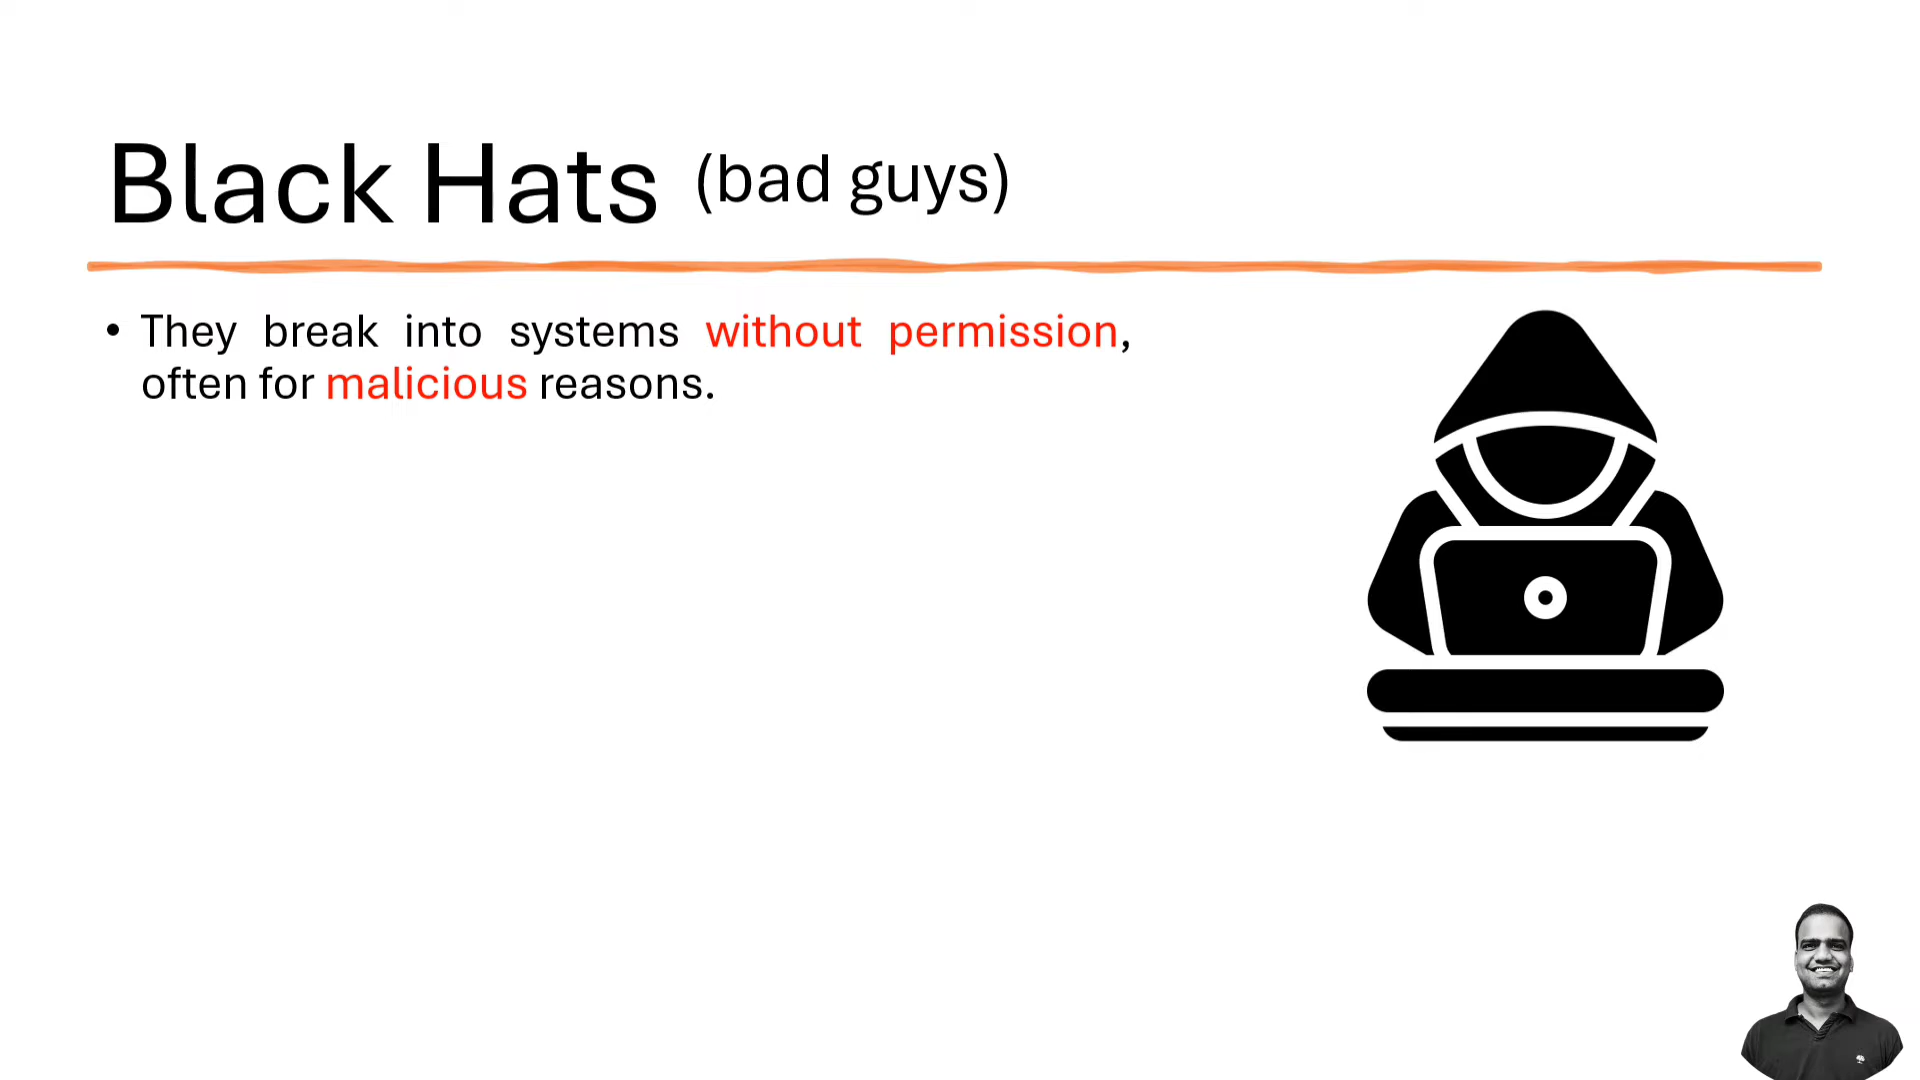 Black Hats (bad guys)
• They break into systems without permission,
often for malicious reasons.